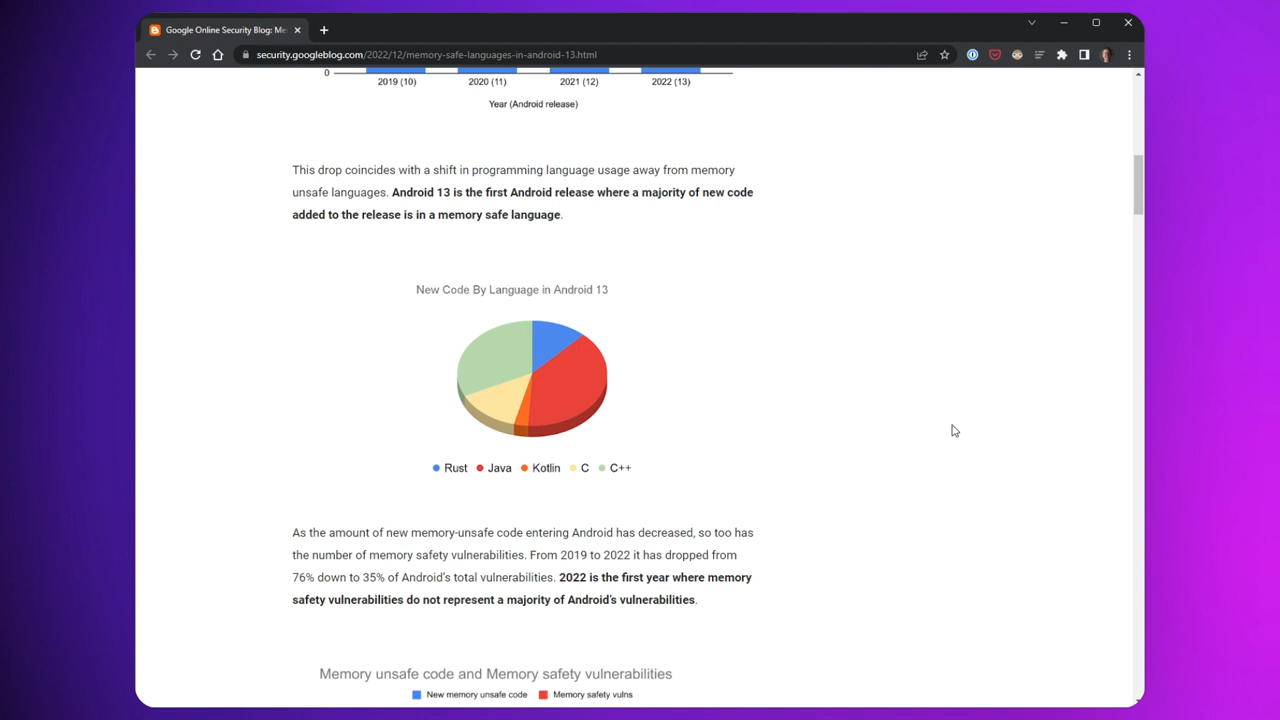 Google Online Security Blog: Me
security.googleblog.com/2022/12/memory-safe-languages-in-android-13.html
0
2019 (10) 2020 (11) 2021 (12) 2022 (13)
Year (Android release)
This drop coincides with a shift in programming language usage away from memory
unsafe languages. Android 13 is the first Android release where a majority of new code
added to the release is in a memory safe language.
New Code By Language in Android 13
Rust Java Kotlin C C++
As the amount of new memory-unsafe code entering Android has decreased, so too has
the number of memory safety vulnerabilities. From 2019 to 2022 it has dropped from
76% down to 35% of Android’s total vulnerabilities. 2022 is the first year where memory
safety vulnerabilities do not represent a majority of Android’s vulnerabilities.
Memory unsafe code and Memory safety vulnerabilities
New memory unsafe code Memory safety vulns